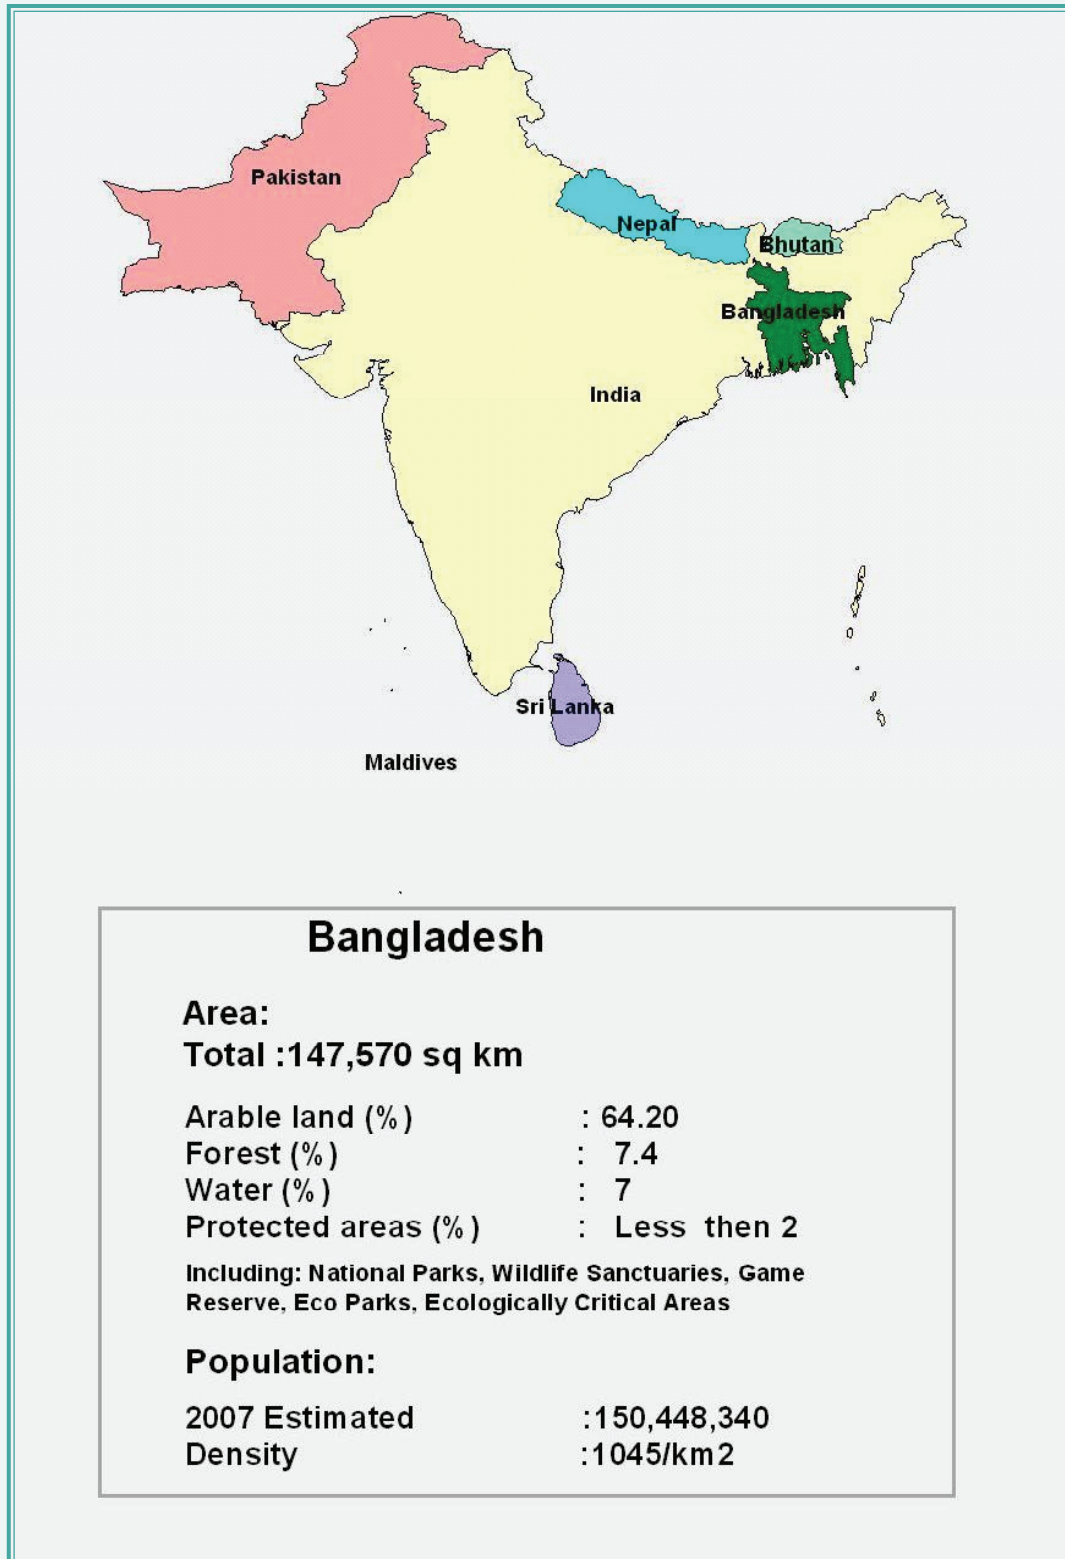 Pakistan
Nepal
Bhutan
Bangladesh
India
Sri Lanka
Maldives
Bangladesh
Area:
Total :147,570 sq km
Arable land (%) : 64.20
Forest (%) : 7.4
Water (%) : 7
Protected areas (%) : Less then 2
Including: National Parks, Wildlife Sanctuaries, Game
Reserve, Eco Parks, Ecologically Critical Areas
Population:
2007 Estimated :150,448,340
Density :1045/km2